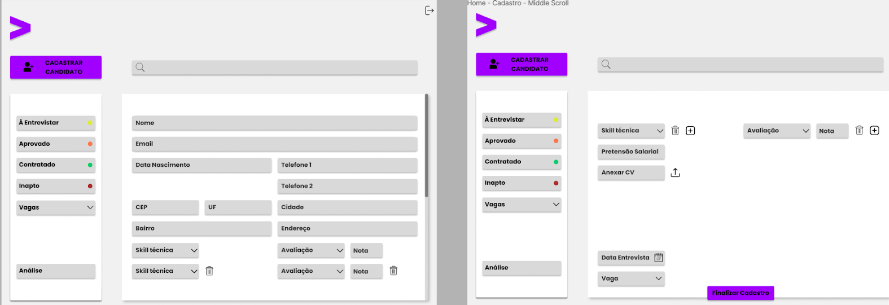 Home - Cadastro - Middle Scroll
CADASTRAR
CANDIDATO
À Entrevistar
Aprovado
Contratado
Inapto
Vagas
Análise
Nome
Email
Data Nascimento
Telefone 1
Telefone 2
CEP
UF
Cidade
Bairro
Endereço
Skill técnica
Avaliação
Nota
Skill técnica
Avaliação
Nota
CADASTRAR
CANDIDATO
À Entrevistar
Aprovado
Contratado
Inapto
Vagas
Análise
Skill técnica
Avaliação
Nota
Pretensão Salarial
Anexar CV
Data Entrevista
Vaga
Finalizar Cadastro